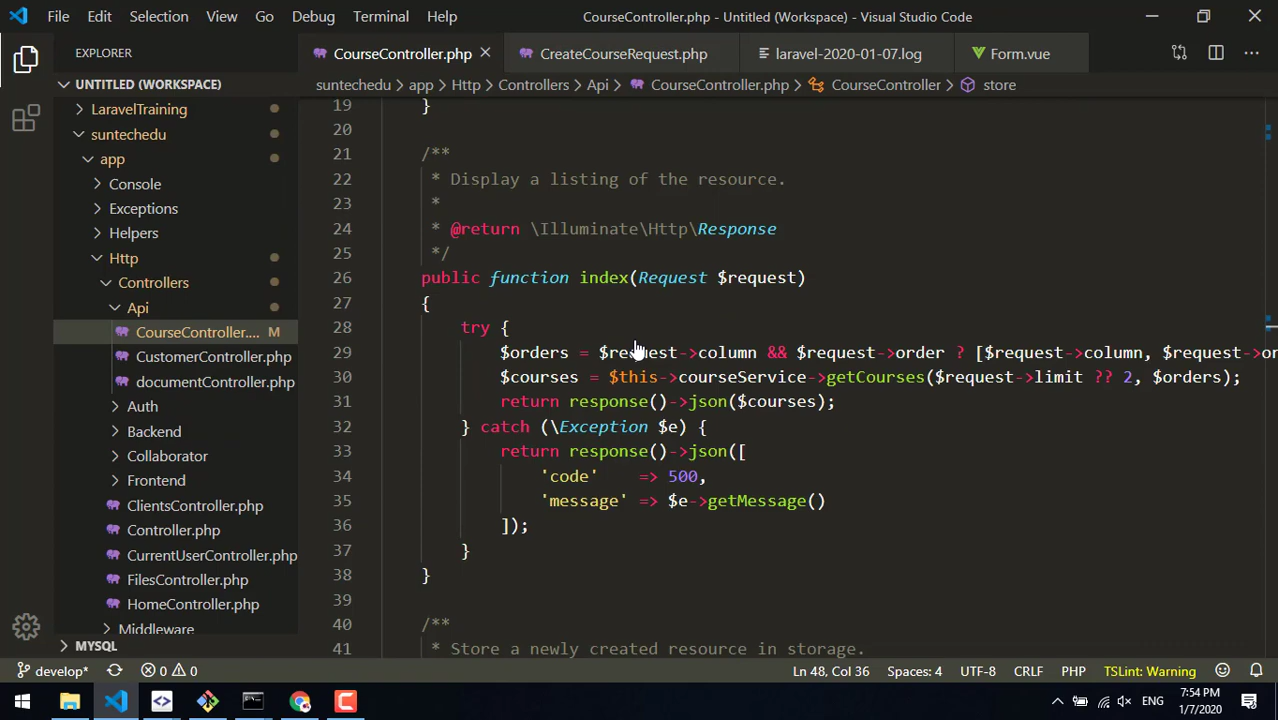 File Edit Selection View Go Debug Terminal Help
CourseController.php - Untitled (Workspace) - Visual Studio Code
EXPLORER
CourseController.php
CreateCourseRequest.php
laravel-2020-01-07.log
Form.vue
UNTITLED (WORKSPACE)
LaravelTraining
suntechedu
app
Console
Exceptions
Helpers
Http
Controllers
Api
CourseController.... M
CustomerController.php
documentController.php
Auth
Backend
Collaborator
Frontend
ClientsController.php
Controller.php
CurrentUserController.php
FilesController.php
HomeController.php
Middleware
MYSQL
suntechedu > app > Http > Controllers > Api > CourseController.php > CourseController > store
19 }
20
21 /**
22 * Display a listing of the resource.
23 *
24 * @return \Illuminate\Http\Response
25 */
26 public function index(Request $request)
27 {
28 try {
29 $orders = $request->column && $request->order ? [$request->column, $request->or
30 $courses = $this->courseService->getCourses($request->limit ?? 2, $orders);
31 return response()->json($courses);
32 } catch (\Exception $e) {
33 return response()->json([
34 'code' => 500,
35 'message' => $e->getMessage()
36 ]);
37 }
38 }
39
40 /**
41 * Store a newly created resource in storage.
develop* 0 0
Ln 48, Col 36 Spaces: 4 UTF-8 CRLF PHP TSLint: Warning
ENG
7:54 PM
1/7/2020